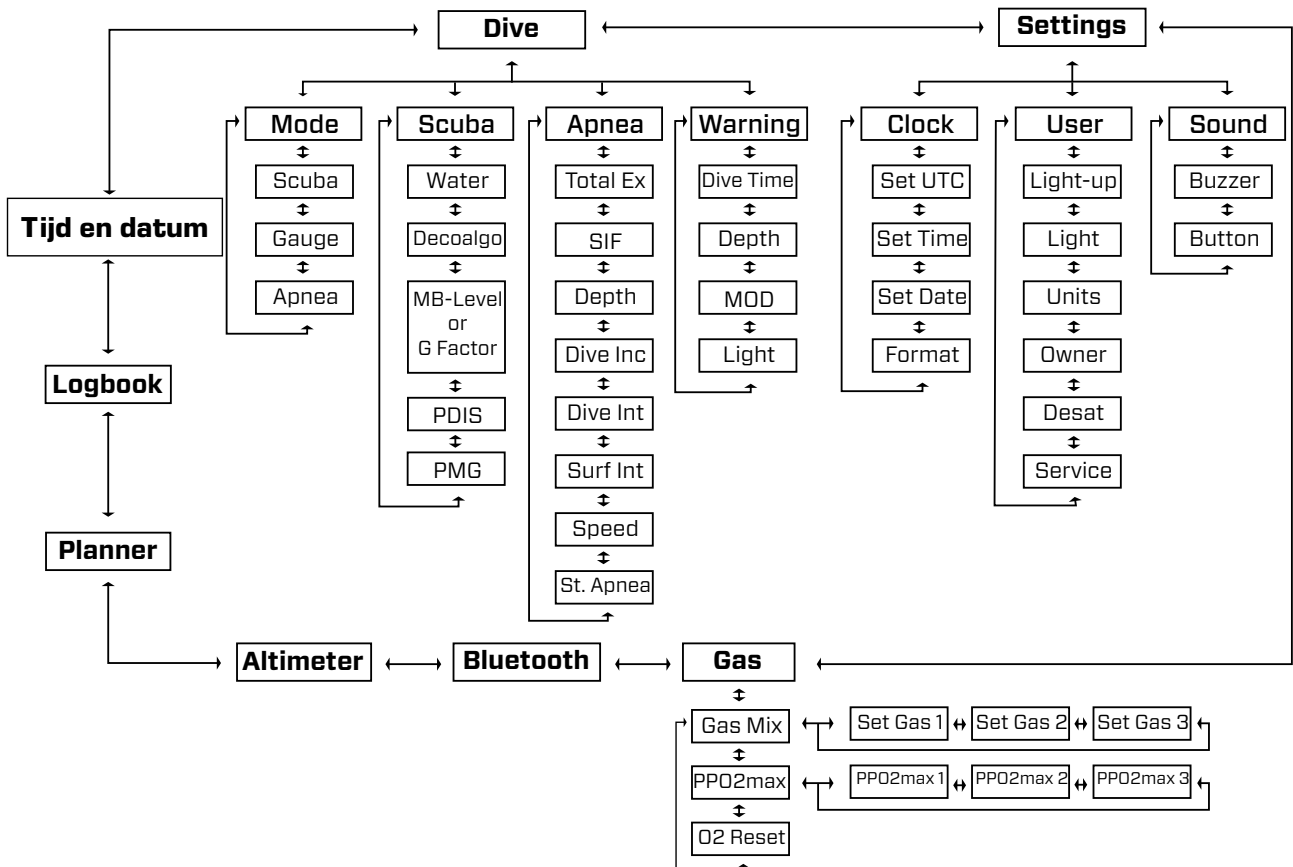 Dive
Settings
Mode
Scuba
Gauge
Apnea
Scuba
Water
Decoalgo
MB-Level
or
G Factor
PDIS
PMG
Apnea
Total Ex
SIF
Depth
Dive Inc
Dive Int
Surf Int
Speed
St. Apnea
Warning
Dive Time
Depth
MOD
Light
Clock
Set UTC
Set Time
Set Date
Format
User
Light-up
Light
Units
Owner
Desat
Service
Sound
Buzzer
Button
Tijd en datum
Logbook
Planner
Altimeter
Bluetooth
Gas
Gas Mix
Set Gas 1
Set Gas 2
Set Gas 3
PPO2max
PPO2max 1
PPO2max 2
PPO2max 3
O2 Reset